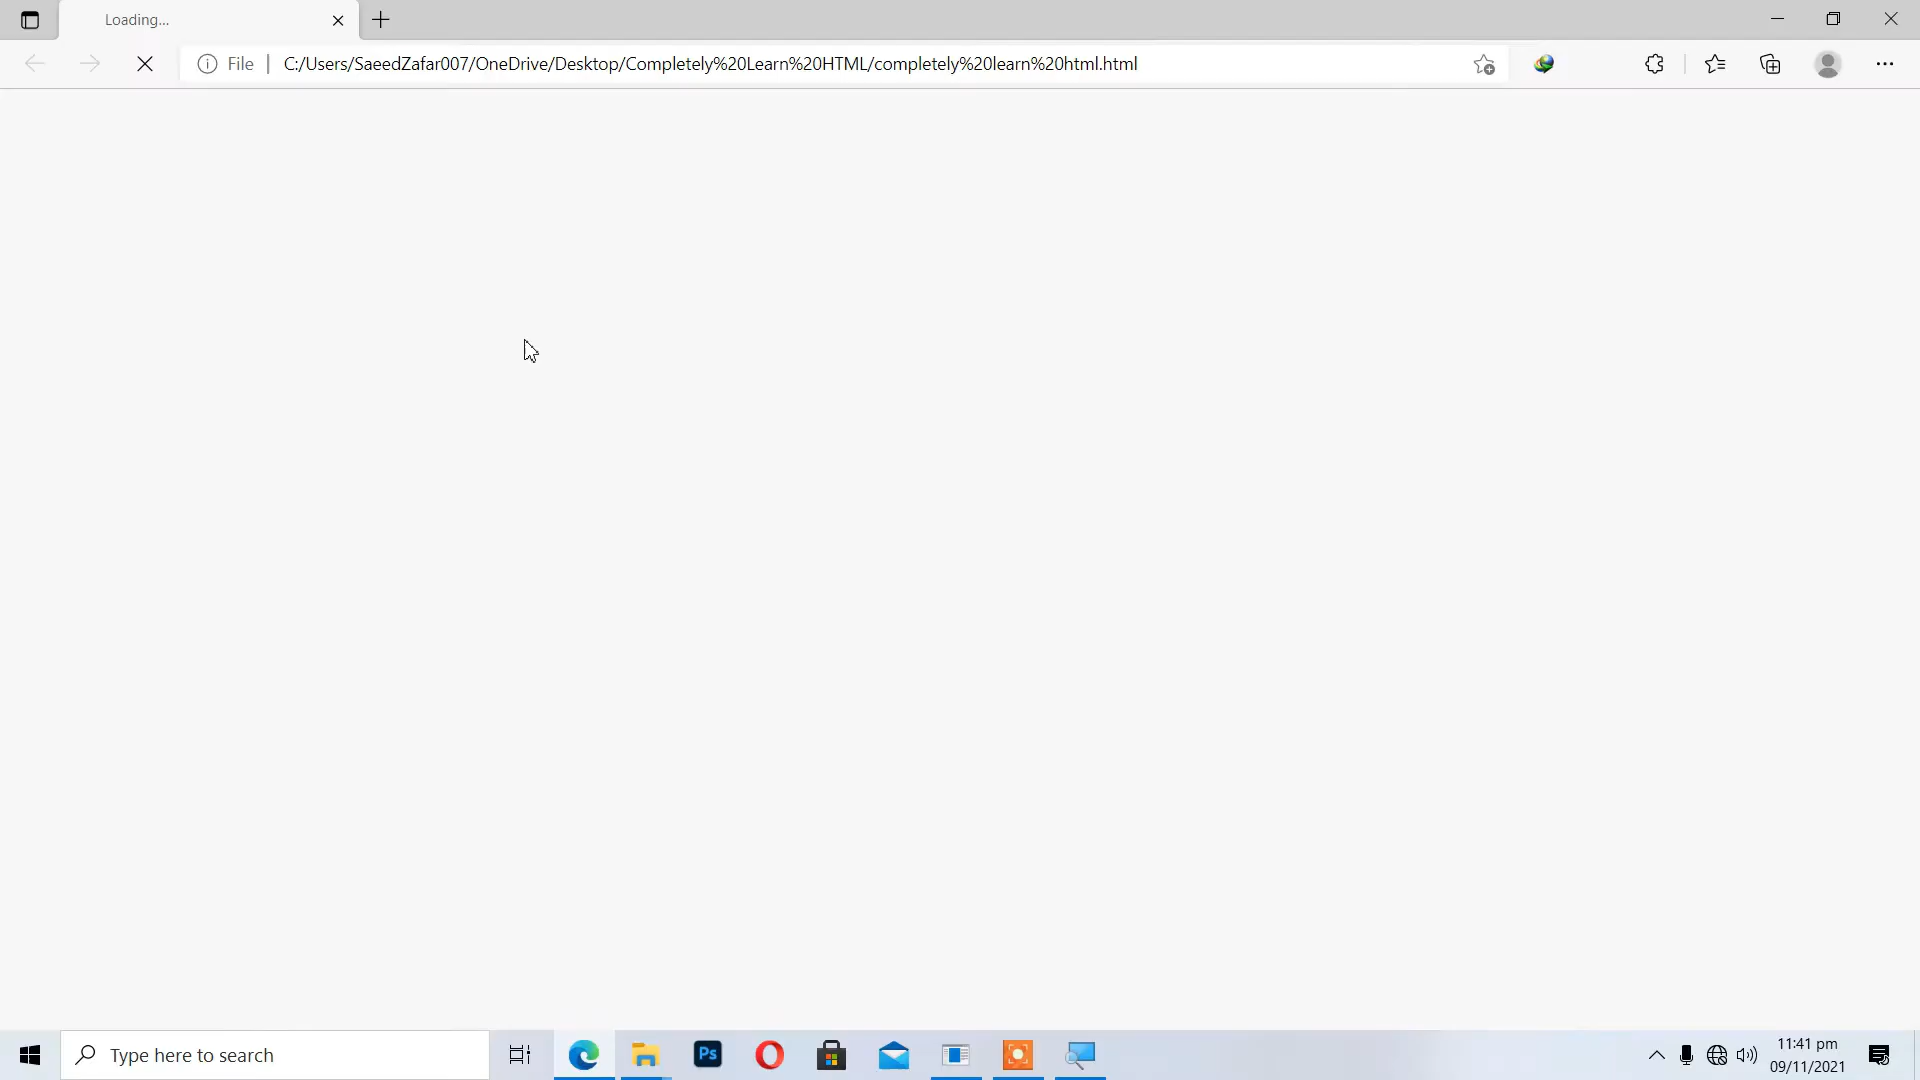 Loading...
File
C:/Users/SaeedZafar007/OneDrive/Desktop/Completely%20Learn%20HTML/completely%20learn%20html.html
Type here to search
Ps
11:41 pm
09/11/2021